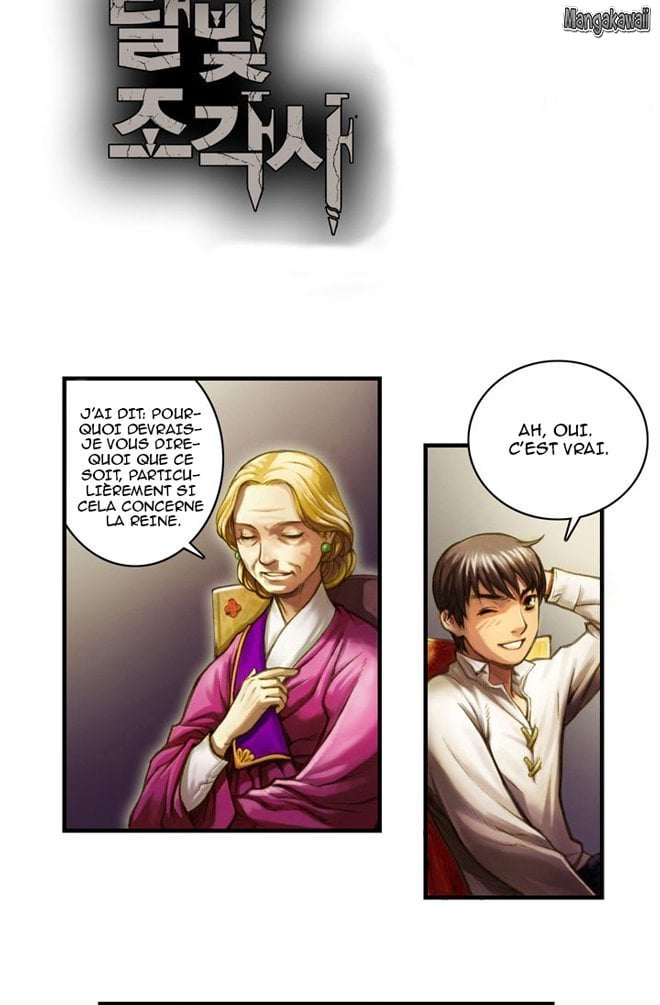 Mangakawaii
달빛
조각사
J'AI DIT: POUR-
QUOI DEVRAIS-
JE VOUS DIRE-
QUOI QUE CE
SOIT, PARTICU-
LIÈREMENT SI
CELA CONCERNE
LA REINE.
AH, OUI.
C'EST VRAI.